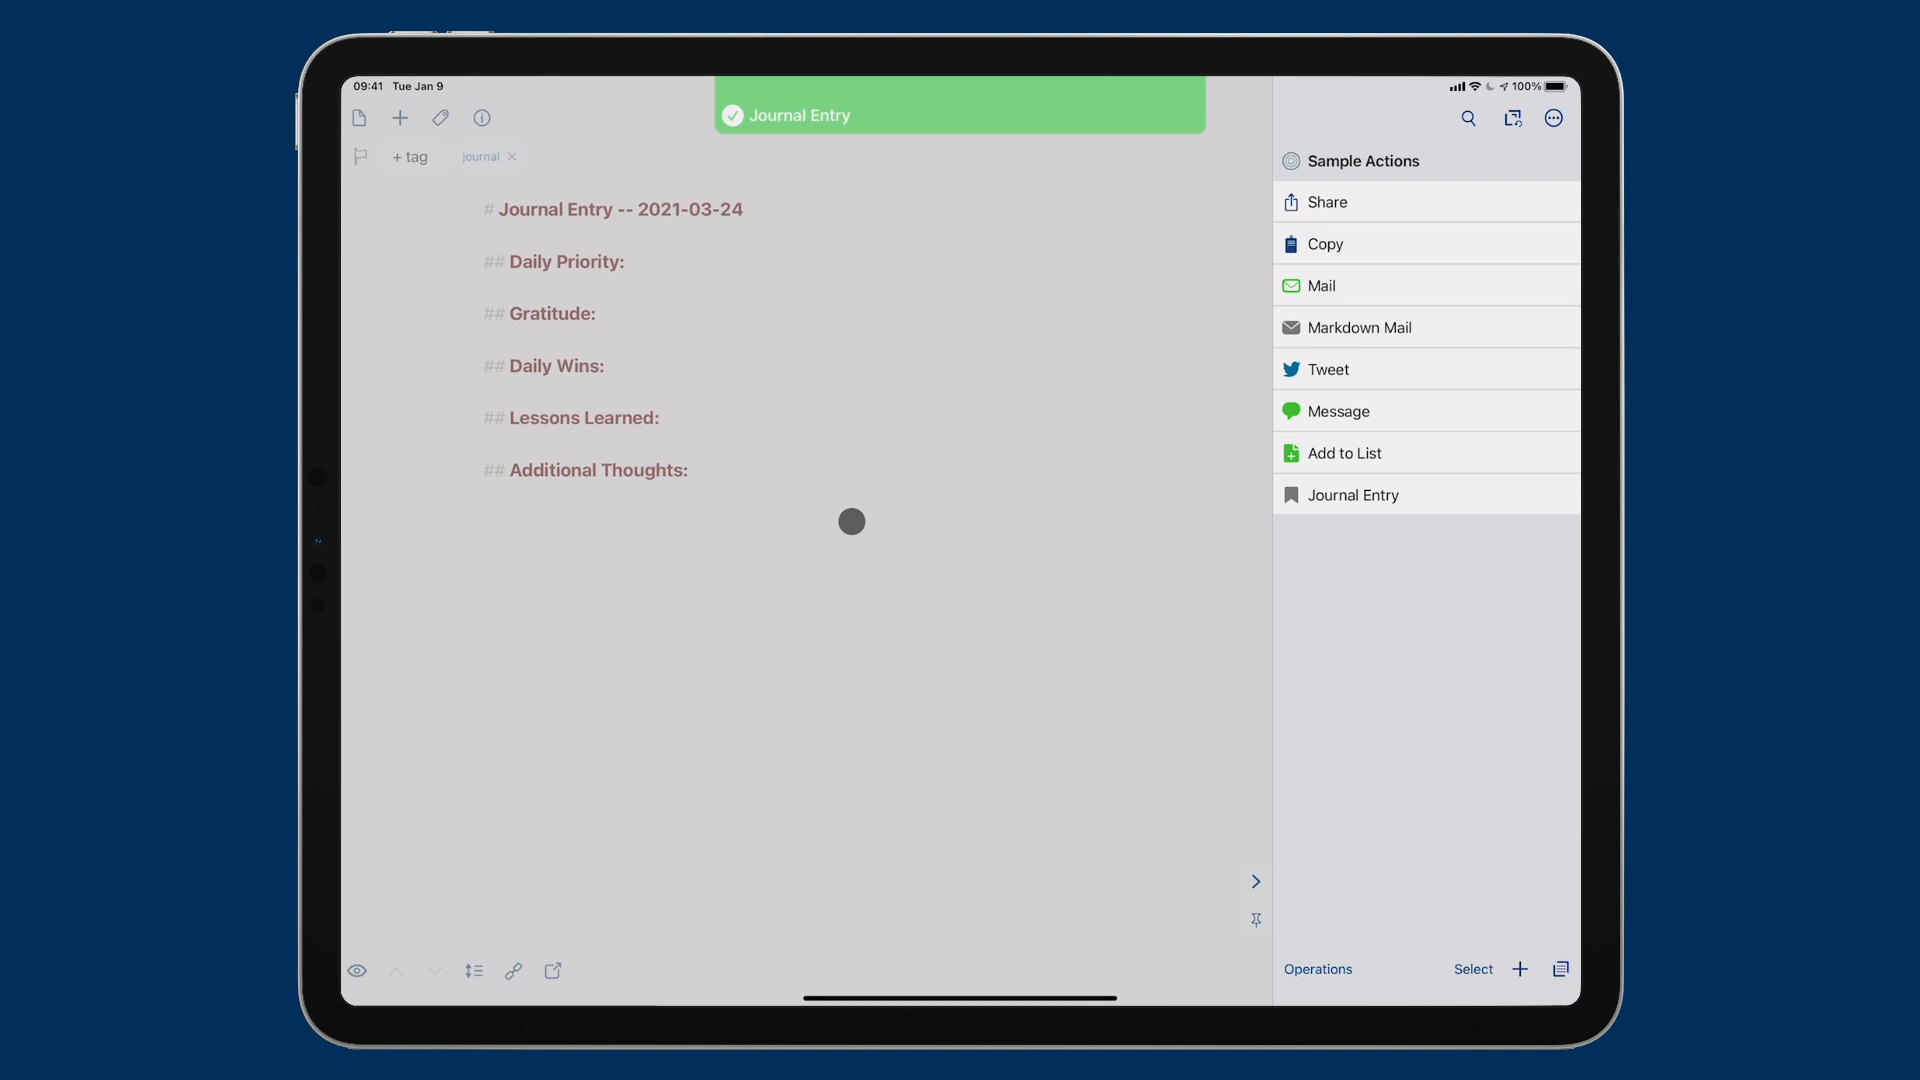 09:41 Tue Jan 9
100%
Journal Entry
+ tag
journal
# Journal Entry -- 2021-03-24
## Daily Priority:
## Gratitude:
## Daily Wins:
## Lessons Learned:
## Additional Thoughts:
Sample Actions
Share
Copy
Mail
Markdown Mail
Tweet
Message
Add to List
Journal Entry
Operations
Select